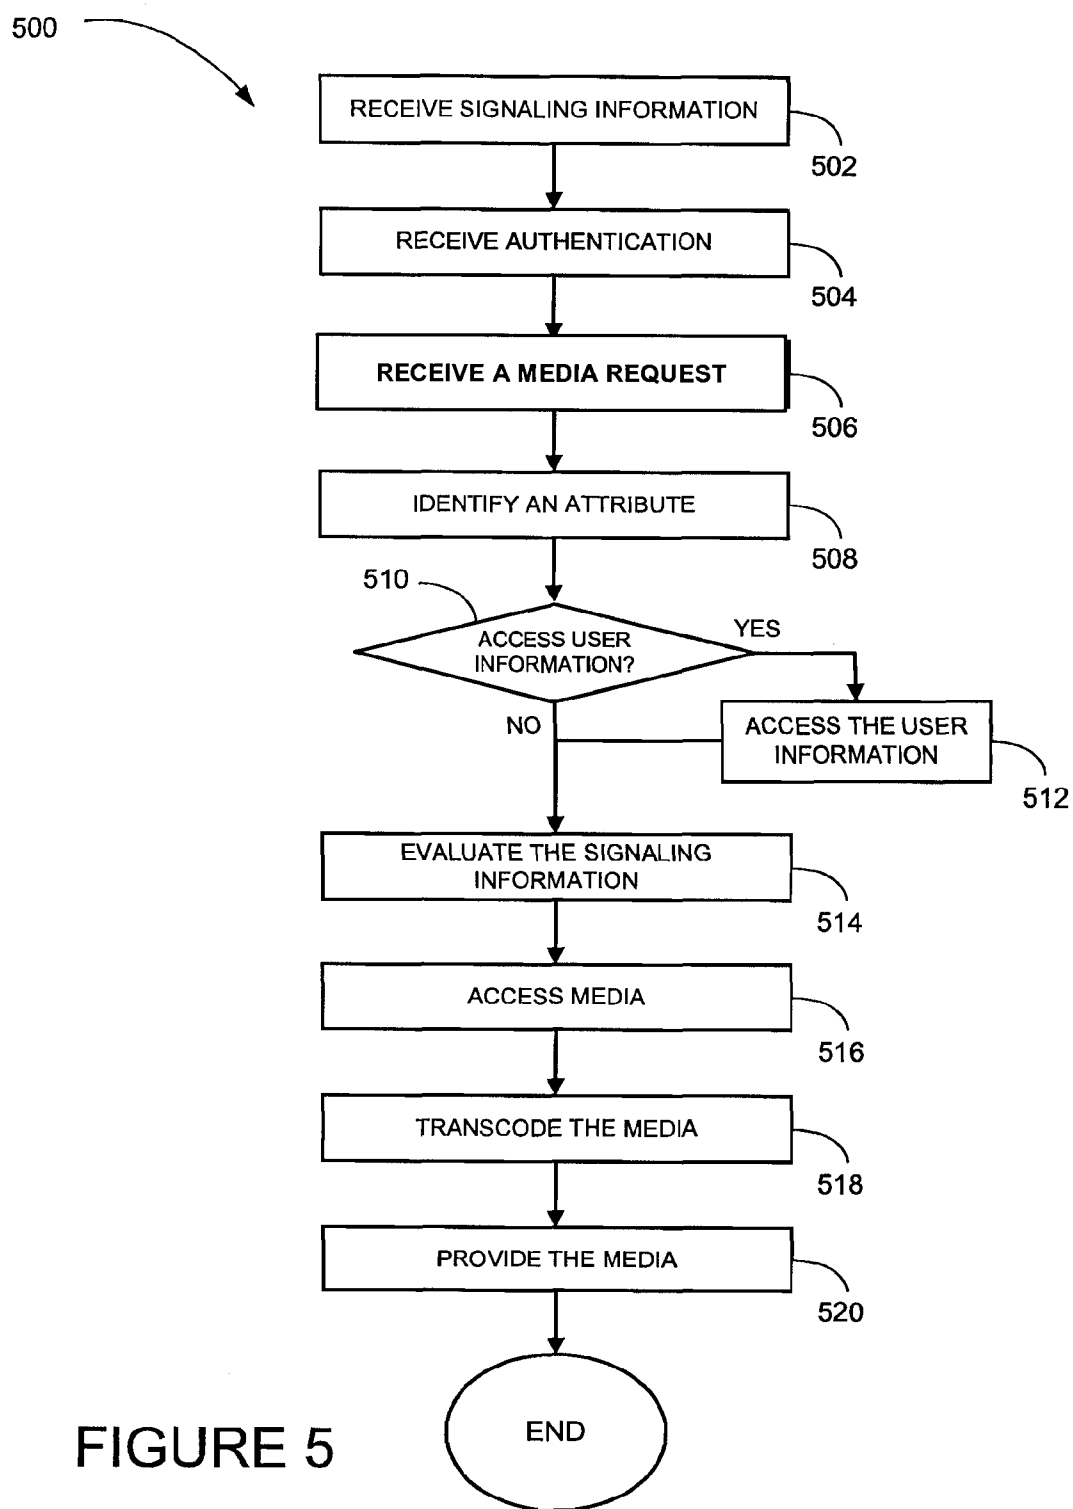 500
RECEIVE SIGNALING INFORMATION
502
RECEIVE AUTHENTICATION
504
RECEIVE A MEDIA REQUEST
506
IDENTIFY AN ATTRIBUTE
508
510
ACCESS USER
INFORMATION?
YES
NO
ACCESS THE USER
INFORMATION
512
EVALUATE THE SIGNALING
INFORMATION
514
ACCESS MEDIA
516
TRANSCODE THE MEDIA
518
PROVIDE THE MEDIA
520
END
FIGURE 5